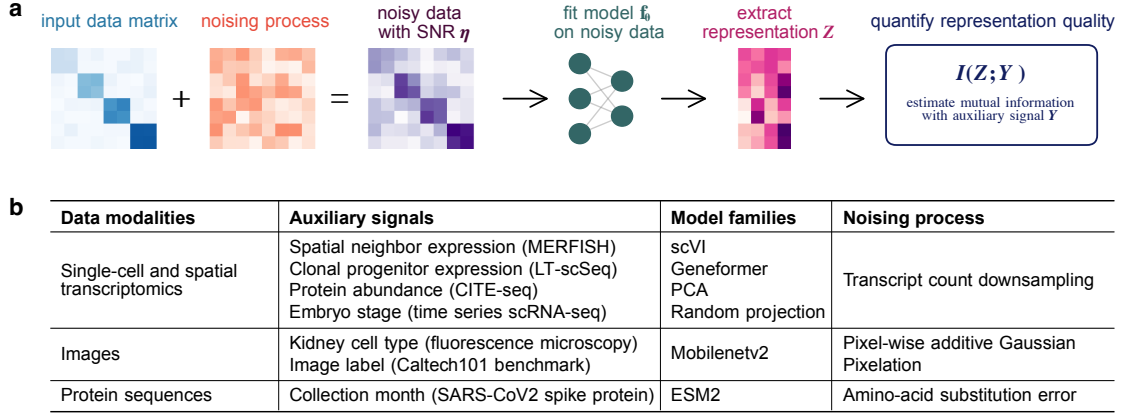 a
input data matrix
noising process
noisy data
with SNR η
fit model fθ
on noisy data
extract
representation Z
quantify representation quality
+
=
I(Z;Y)
estimate mutual information
with auxiliary signal Y
b
Data modalities
Auxiliary signals
Model families
Noising process
Single-cell and spatial
transcriptomics
Spatial neighbor expression (MERFISH)
Clonal progenitor expression (LT-scSeq)
Protein abundance (CITE-seq)
Embryo stage (time series scRNA-seq)
scVI
Geneformer
PCA
Random projection
Transcript count downsampling
Images
Kidney cell type (fluorescence microscopy)
Image label (Caltech101 benchmark)
Mobilenetv2
Pixel-wise additive Gaussian
Pixelation
Protein sequences
Collection month (SARS-CoV2 spike protein)
ESM2
Amino-acid substitution error